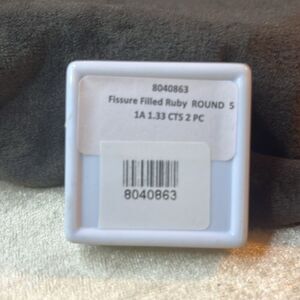 8040863
Fissure Filled Ruby ROUND 5
1A 1.33 CTS 2 PC
8040863